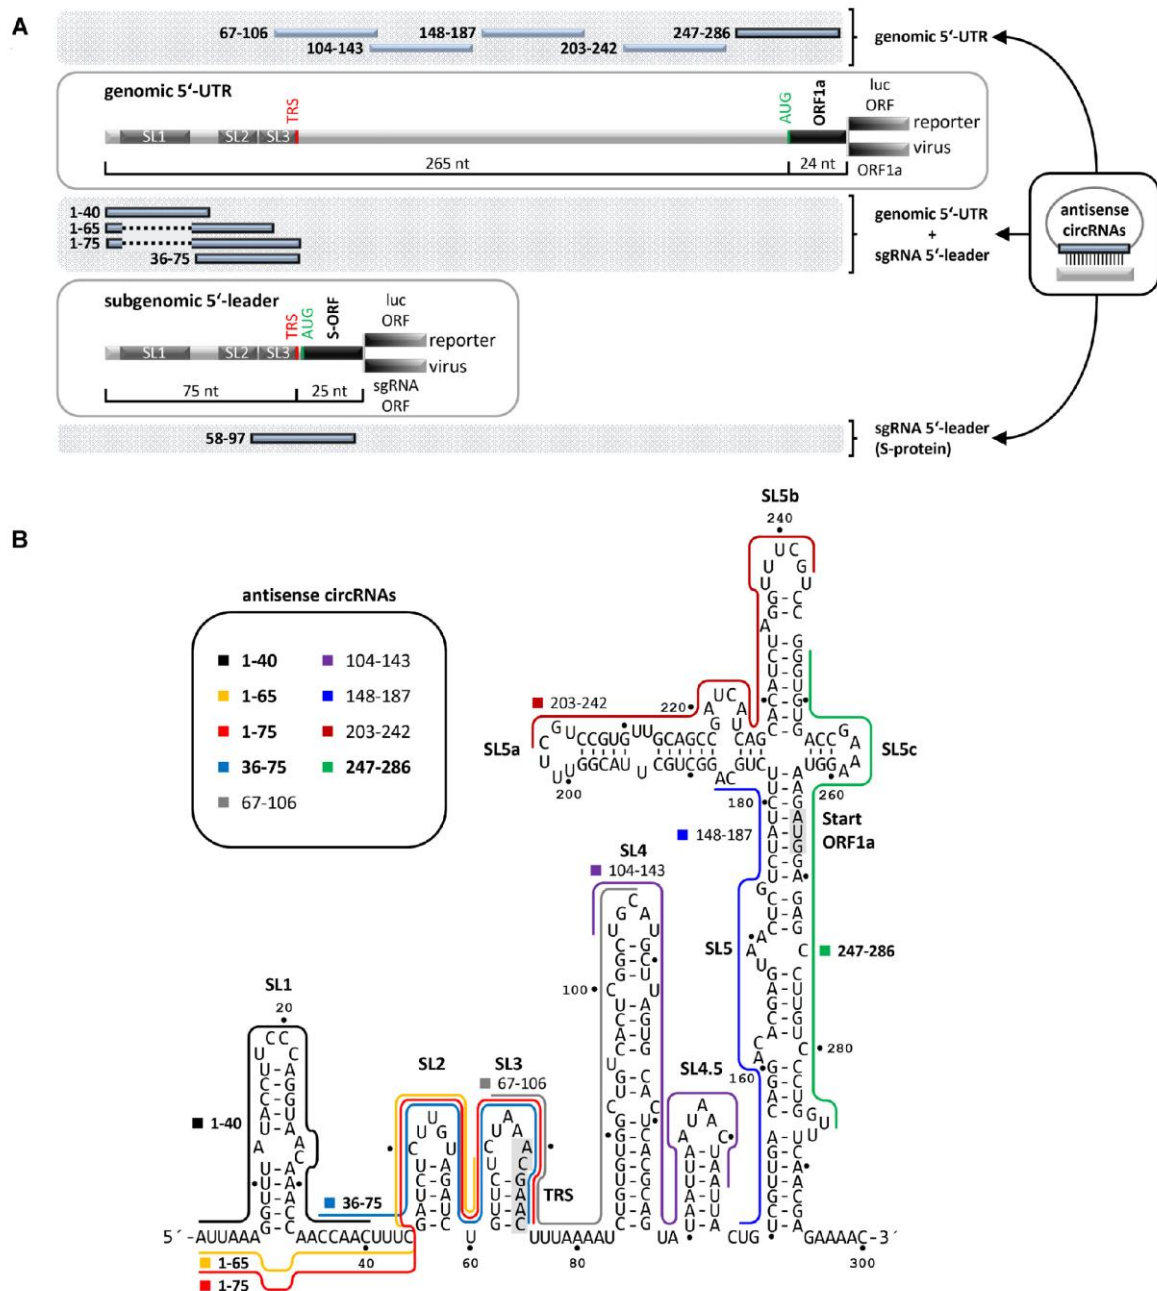 A
67-106 148-187 247-286
104-143 203-242
genomic 5‘-UTR
genomic 5‘-UTR
TRS
AUG
ORF1a
luc
ORF
SL1 SL2 SL3
reporter
virus
265 nt 24 nt ORF1a
1-40
1-65
1-75
36-75
genomic 5‘-UTR
+
sgRNA 5‘-leader
antisense
circRNAs
subgenomic 5‘-leader
TRS
AUG
S-ORF
luc
ORF
SL1 SL2 SL3
reporter
virus
75 nt 25 nt
sgRNA
ORF
58-97
sgRNA 5‘-leader
(S-protein)
B
antisense circRNAs
1-40 104-143
1-65 148-187
1-75 203-242
36-75 247-286
67-106
SL5b
240
203-242
220
SL5a
200
SL5c
260
180
Start
ORF1a
148-187
SL4
104-143
SL5
247-286
100
280
160
SL1
20
1-40
SL2
SL3
67-106
SL4.5
36-75
TRS
5´-AUUAAA AACCAACUUUC U UUUAAAAU UA CUG GAAAAC-3´
40 60 80 300
1-65
1-75